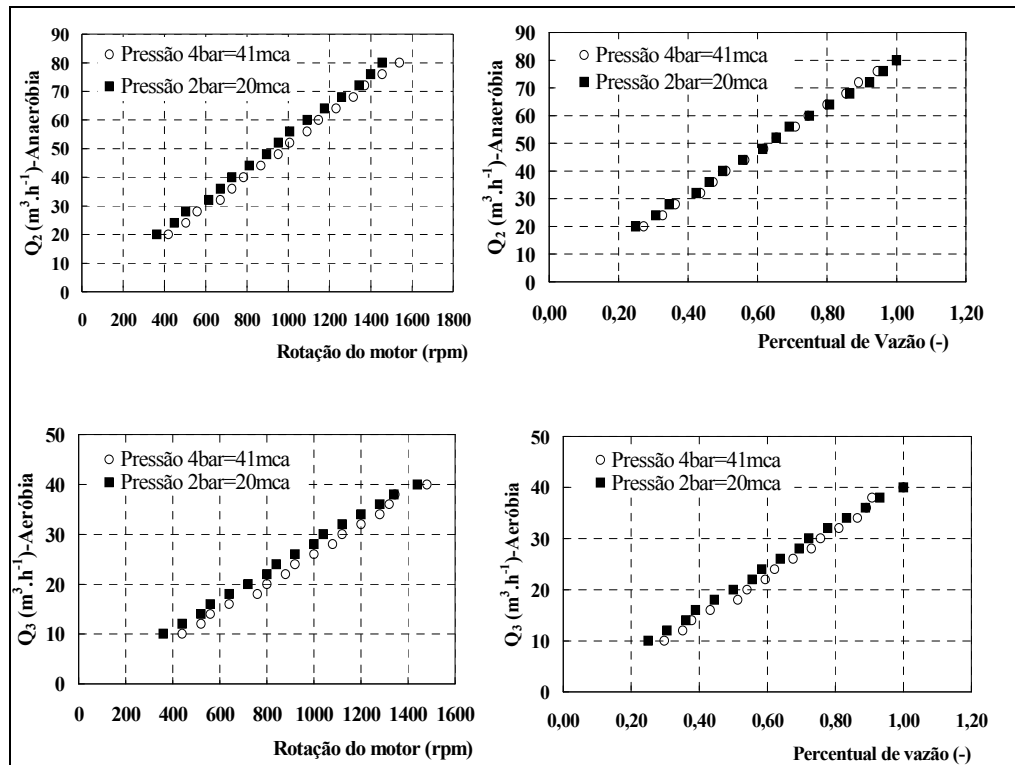 Q₂ (m³.h⁻¹)-Anaeróbia
90
80
70
60
50
40
30
20
10
0
Pressão 4bar=41mca
Pressão 2bar=20mca
0 200 400 600 800 1000 1200 1400 1600 1800
Rotação do motor (rpm)
Q₂ (m³.h⁻¹)-Anaeróbia
90
80
70
60
50
40
30
20
10
0
Pressão 4bar=41mca
Pressão 2bar=20mca
0,00 0,20 0,40 0,60 0,80 1,00 1,20
Percentual de Vazão (-)
Q₃ (m³.h⁻¹)-Aeróbia
50
40
30
20
10
0
Pressão 4bar=41mca
Pressão 2bar=20mca
0 200 400 600 800 1000 1200 1400 1600
Rotação do motor (rpm)
Q₃ (m³.h⁻¹)-Aeróbia
50
40
30
20
10
0
Pressão 4bar=41mca
Pressão 2bar=20mca
0,00 0,20 0,40 0,60 0,80 1,00 1,20
Percentual de vazão (-)